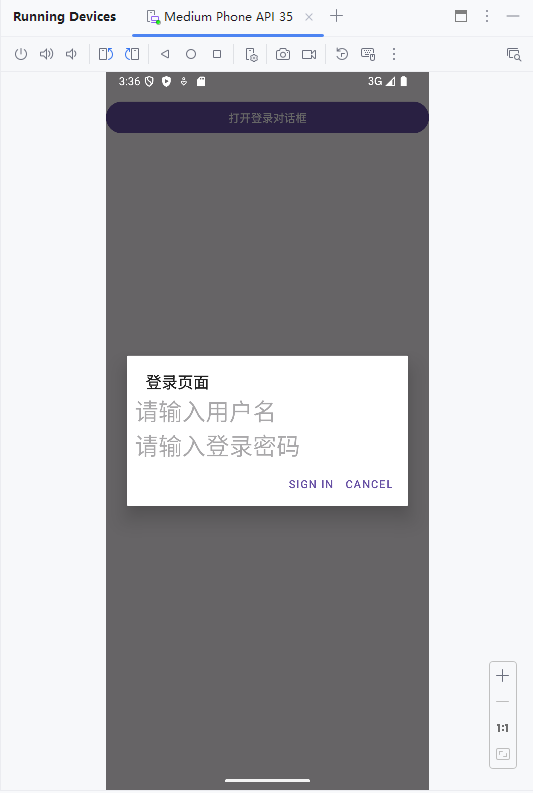 Running Devices
Medium Phone API 35
3:36
3G
打开登录对话框
登录页面
请输入用户名
请输入登录密码
SIGN IN CANCEL
1:1